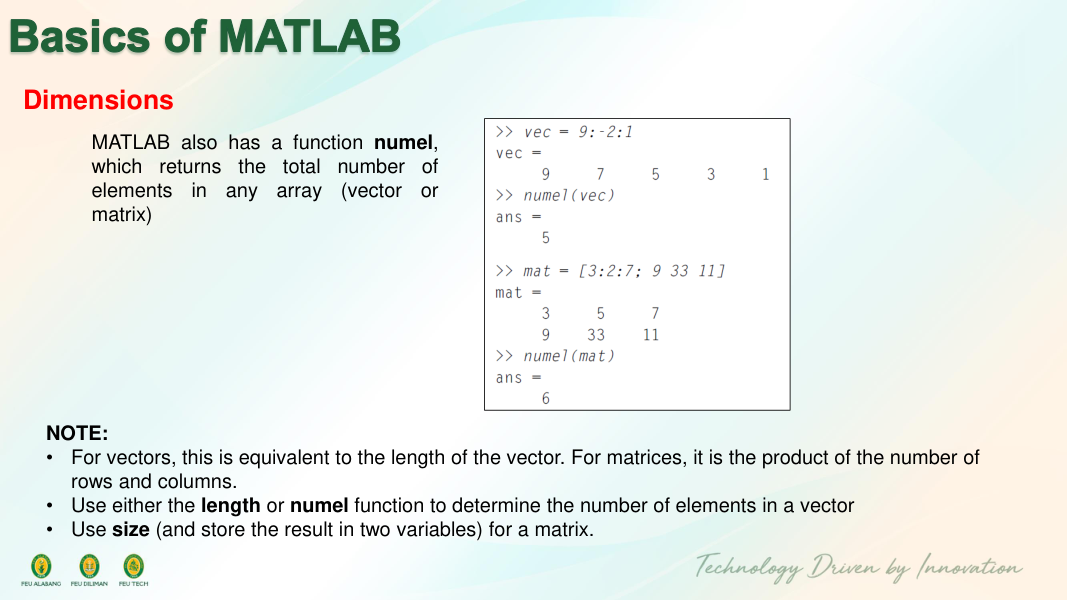 Basics of MATLAB
Dimensions
MATLAB also has a function numel,
which returns the total number of
elements in any array (vector or
matrix)
>> vec = 9:-2:1
vec =
9 7 5 3 1
>> numel(vec)
ans =
5
>> mat = [3:2:7; 9 33 11]
mat =
3 5 7
9 33 11
>> numel(mat)
ans =
6
NOTE:
• For vectors, this is equivalent to the length of the vector. For matrices, it is the product of the number of
rows and columns.
• Use either the length or numel function to determine the number of elements in a vector
• Use size (and store the result in two variables) for a matrix.
FEU ALABANG FEU DILIMAN FEU TECH
Technology Driven by Innovation